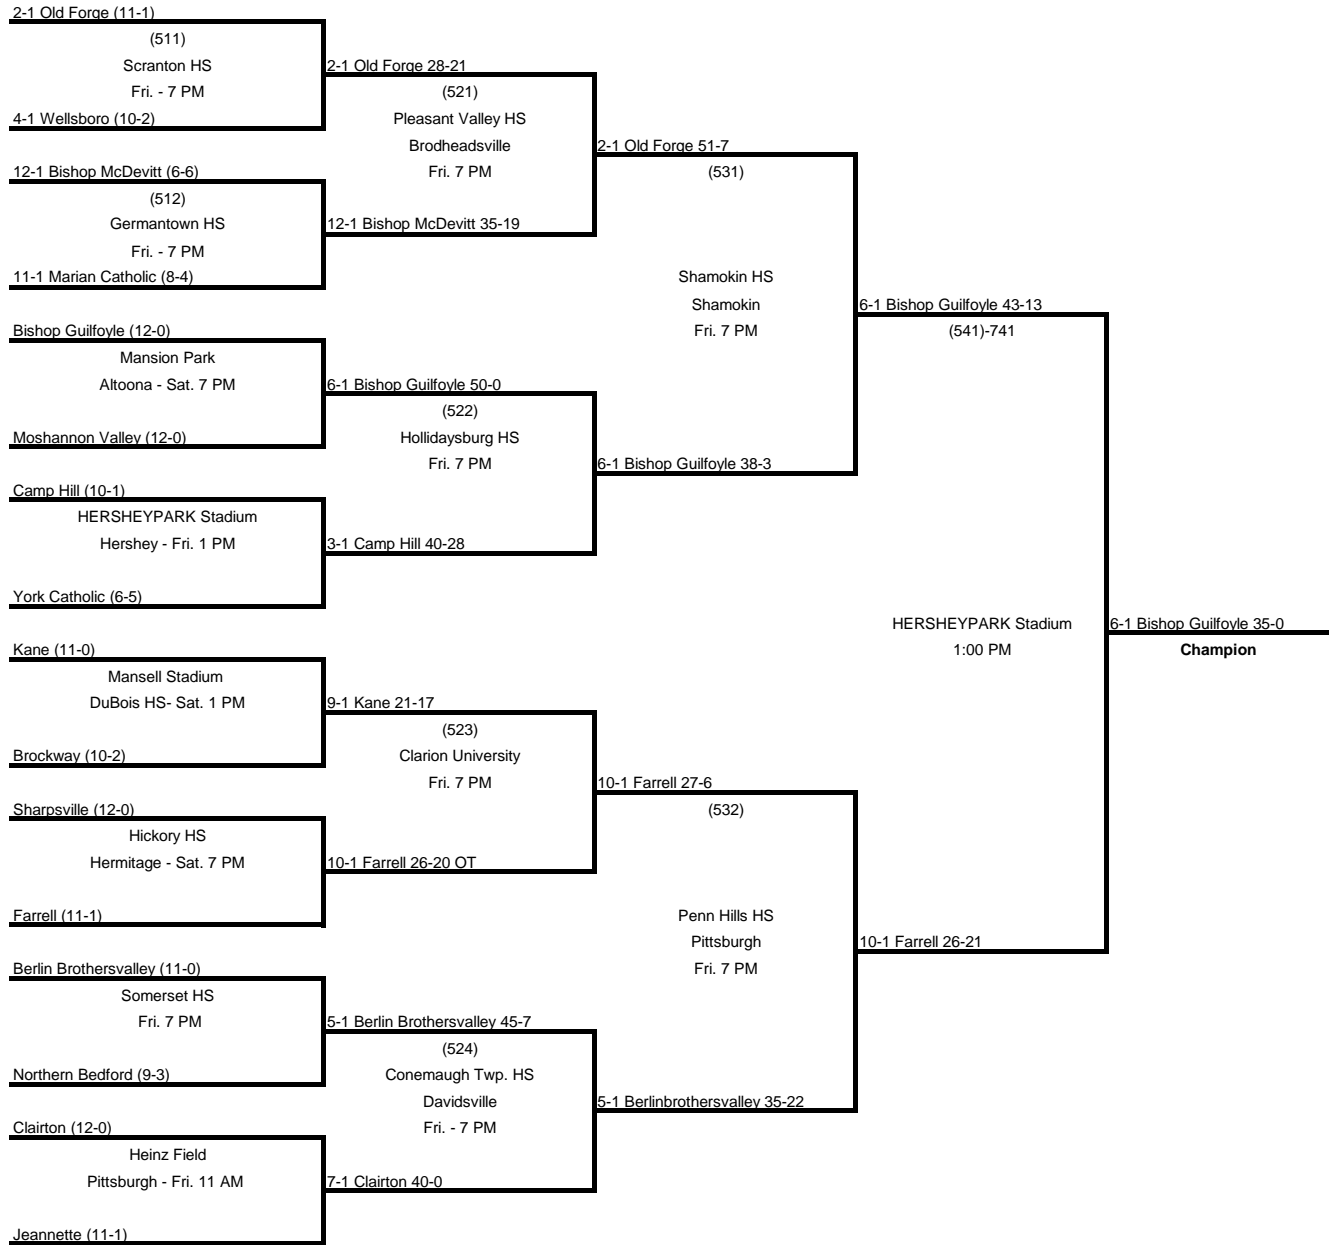 2-1 Old Forge (11-1)
(511)
Scranton HS
Fri. - 7 PM
4-1 Wellsboro (10-2)
12-1 Bishop McDevitt (6-6)
(512)
Germantown HS
Fri. - 7 PM
11-1 Marian Catholic (8-4)
Bishop Guilfoyle (12-0)
Mansion Park
Altoona - Sat. 7 PM
Moshannon Valley (12-0)
Camp Hill (10-1)
HERSHEYPARK Stadium
Hershey - Fri. 1 PM
York Catholic (6-5)
Kane (11-0)
Mansell Stadium
DuBois HS- Sat. 1 PM
Brockway (10-2)
Sharpsville (12-0)
Hickory HS
Hermitage - Sat. 7 PM
Farrell (11-1)
Berlin Brothersvalley (11-0)
Somerset HS
Fri. 7 PM
Northern Bedford (9-3)
Clairton (12-0)
Heinz Field
Pittsburgh - Fri. 11 AM
Jeannette (11-1)
2-1 Old Forge 28-21
(521)
Pleasant Valley HS
Brodheadsville
Fri. 7 PM
12-1 Bishop McDevitt 35-19
6-1 Bishop Guilfoyle 50-0
(522)
Hollidaysburg HS
Fri. 7 PM
3-1 Camp Hill 40-28
9-1 Kane 21-17
(523)
Clarion University
Fri. 7 PM
10-1 Farrell 26-20 OT
5-1 Berlin Brothersvalley 45-7
(524)
Conemaugh Twp. HS
Davidsville
Fri. - 7 PM
7-1 Clairton 40-0
2-1 Old Forge 51-7
(531)
Shamokin HS
Shamokin
Fri. 7 PM
6-1 Bishop Guilfoyle 38-3
10-1 Farrell 27-6
(532)
Penn Hills HS
Pittsburgh
Fri. 7 PM
5-1 Berlinbrothersvalley 35-22
6-1 Bishop Guilfoyle 43-13
(541)-741
HERSHEYPARK Stadium
1:00 PM
10-1 Farrell 26-21
6-1 Bishop Guilfoyle 35-0
Champion